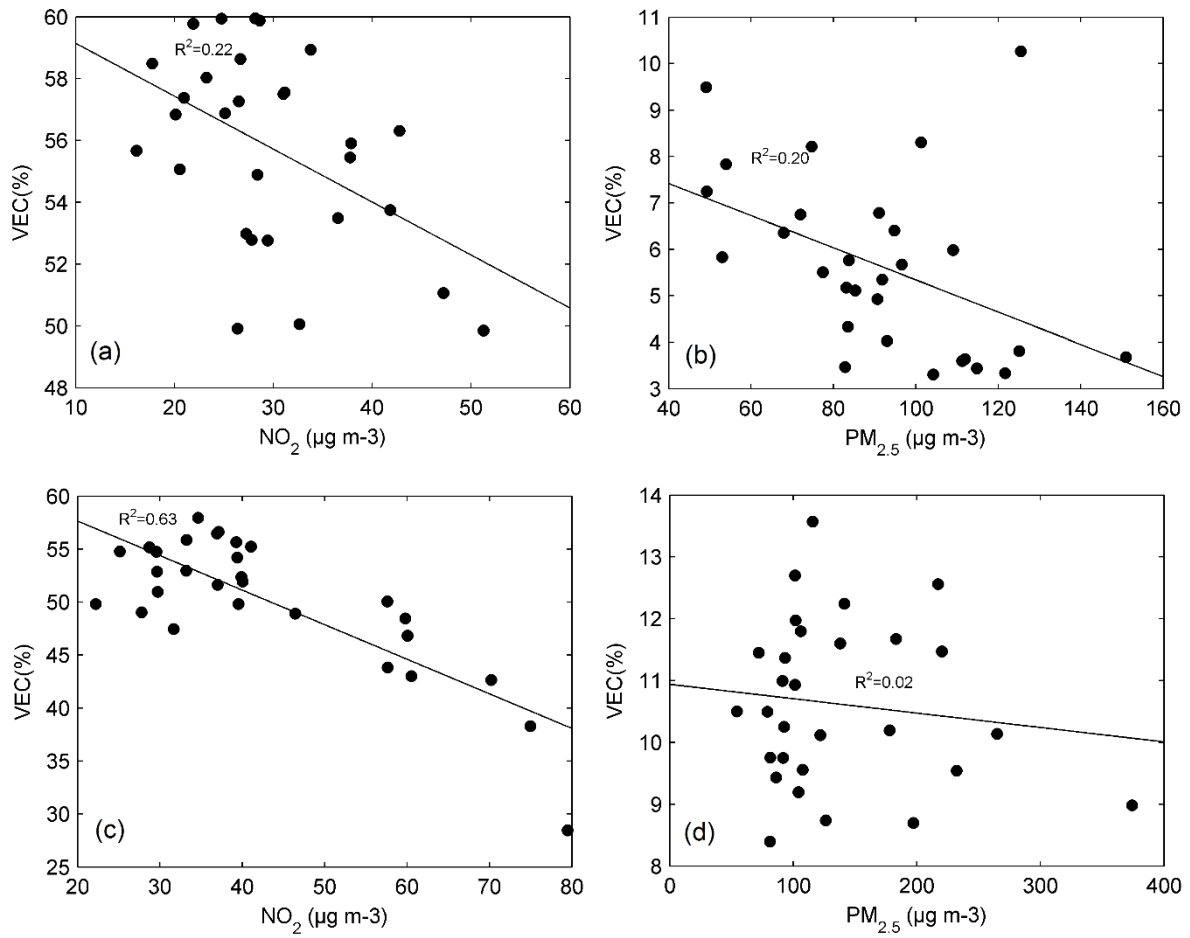 60
58
56
54
52
50
48
VEC(%)
R²=0.22
(a)
10 20 30 40 50 60
NO₂ (µg m-3)
11
10
9
8
7
6
5
4
3
VEC(%)
R²=0.20
(b)
40 60 80 100 120 140 160
PM₂.₅ (µg m-3)
60
55
50
45
40
35
30
25
VEC(%)
R²=0.63
(c)
20 30 40 50 60 70 80
NO₂ (µg m-3)
14
13
12
11
10
9
8
VEC(%)
R²=0.02
(d)
0 100 200 300 400
PM₂.₅ (µg m-3)